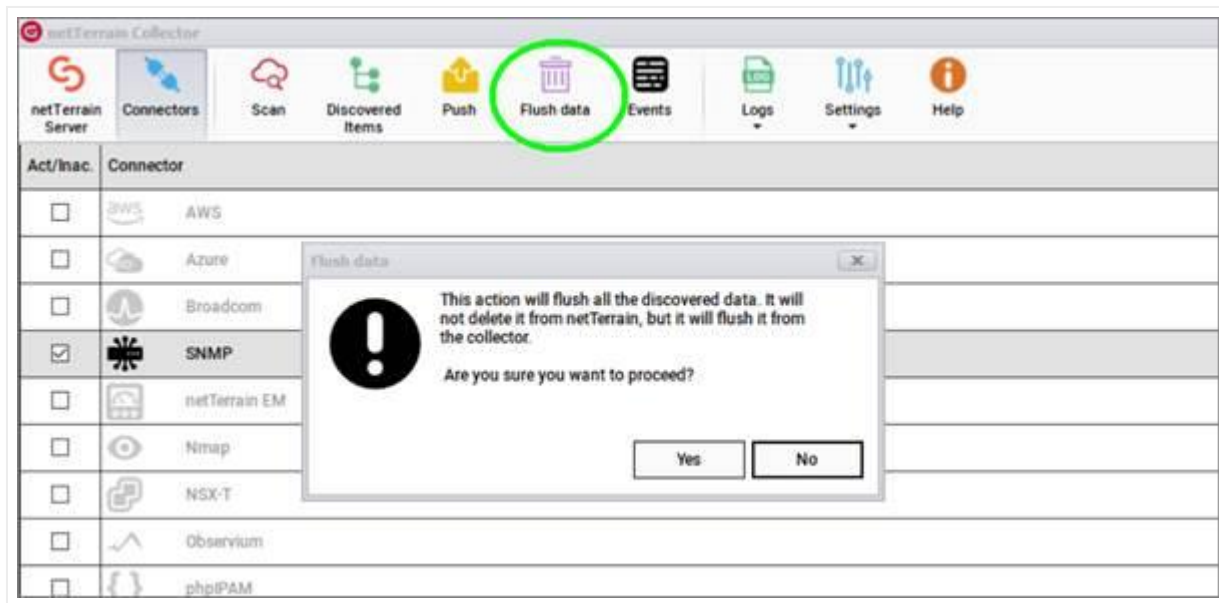 netTerrain Collector
netTerrain
Server
Connectors
Scan
Discovered
Items
Push
Flush data
Events
LOG
Logs
Settings
Help
Act/Inac.
Connector
aws
AWS
Azure
Broadcom
SNMP
netTerrain EM
Nmap
NSX-T
Observium
{ }
phpIPAM
Flush data
This action will flush all the discovered data. It will
not delete it from netTerrain, but it will flush it from
the collector.
Are you sure you want to proceed?
Yes
No